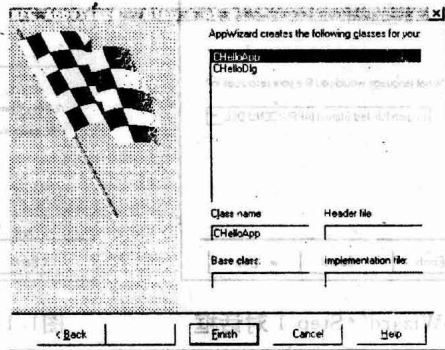 AppWizard creates the following classes for you:
CHelloApp
CHelloDlg
Class name
Header file
CHelloApp
Base class:
Implementation file:
< Back
Finish
Cancel
Help